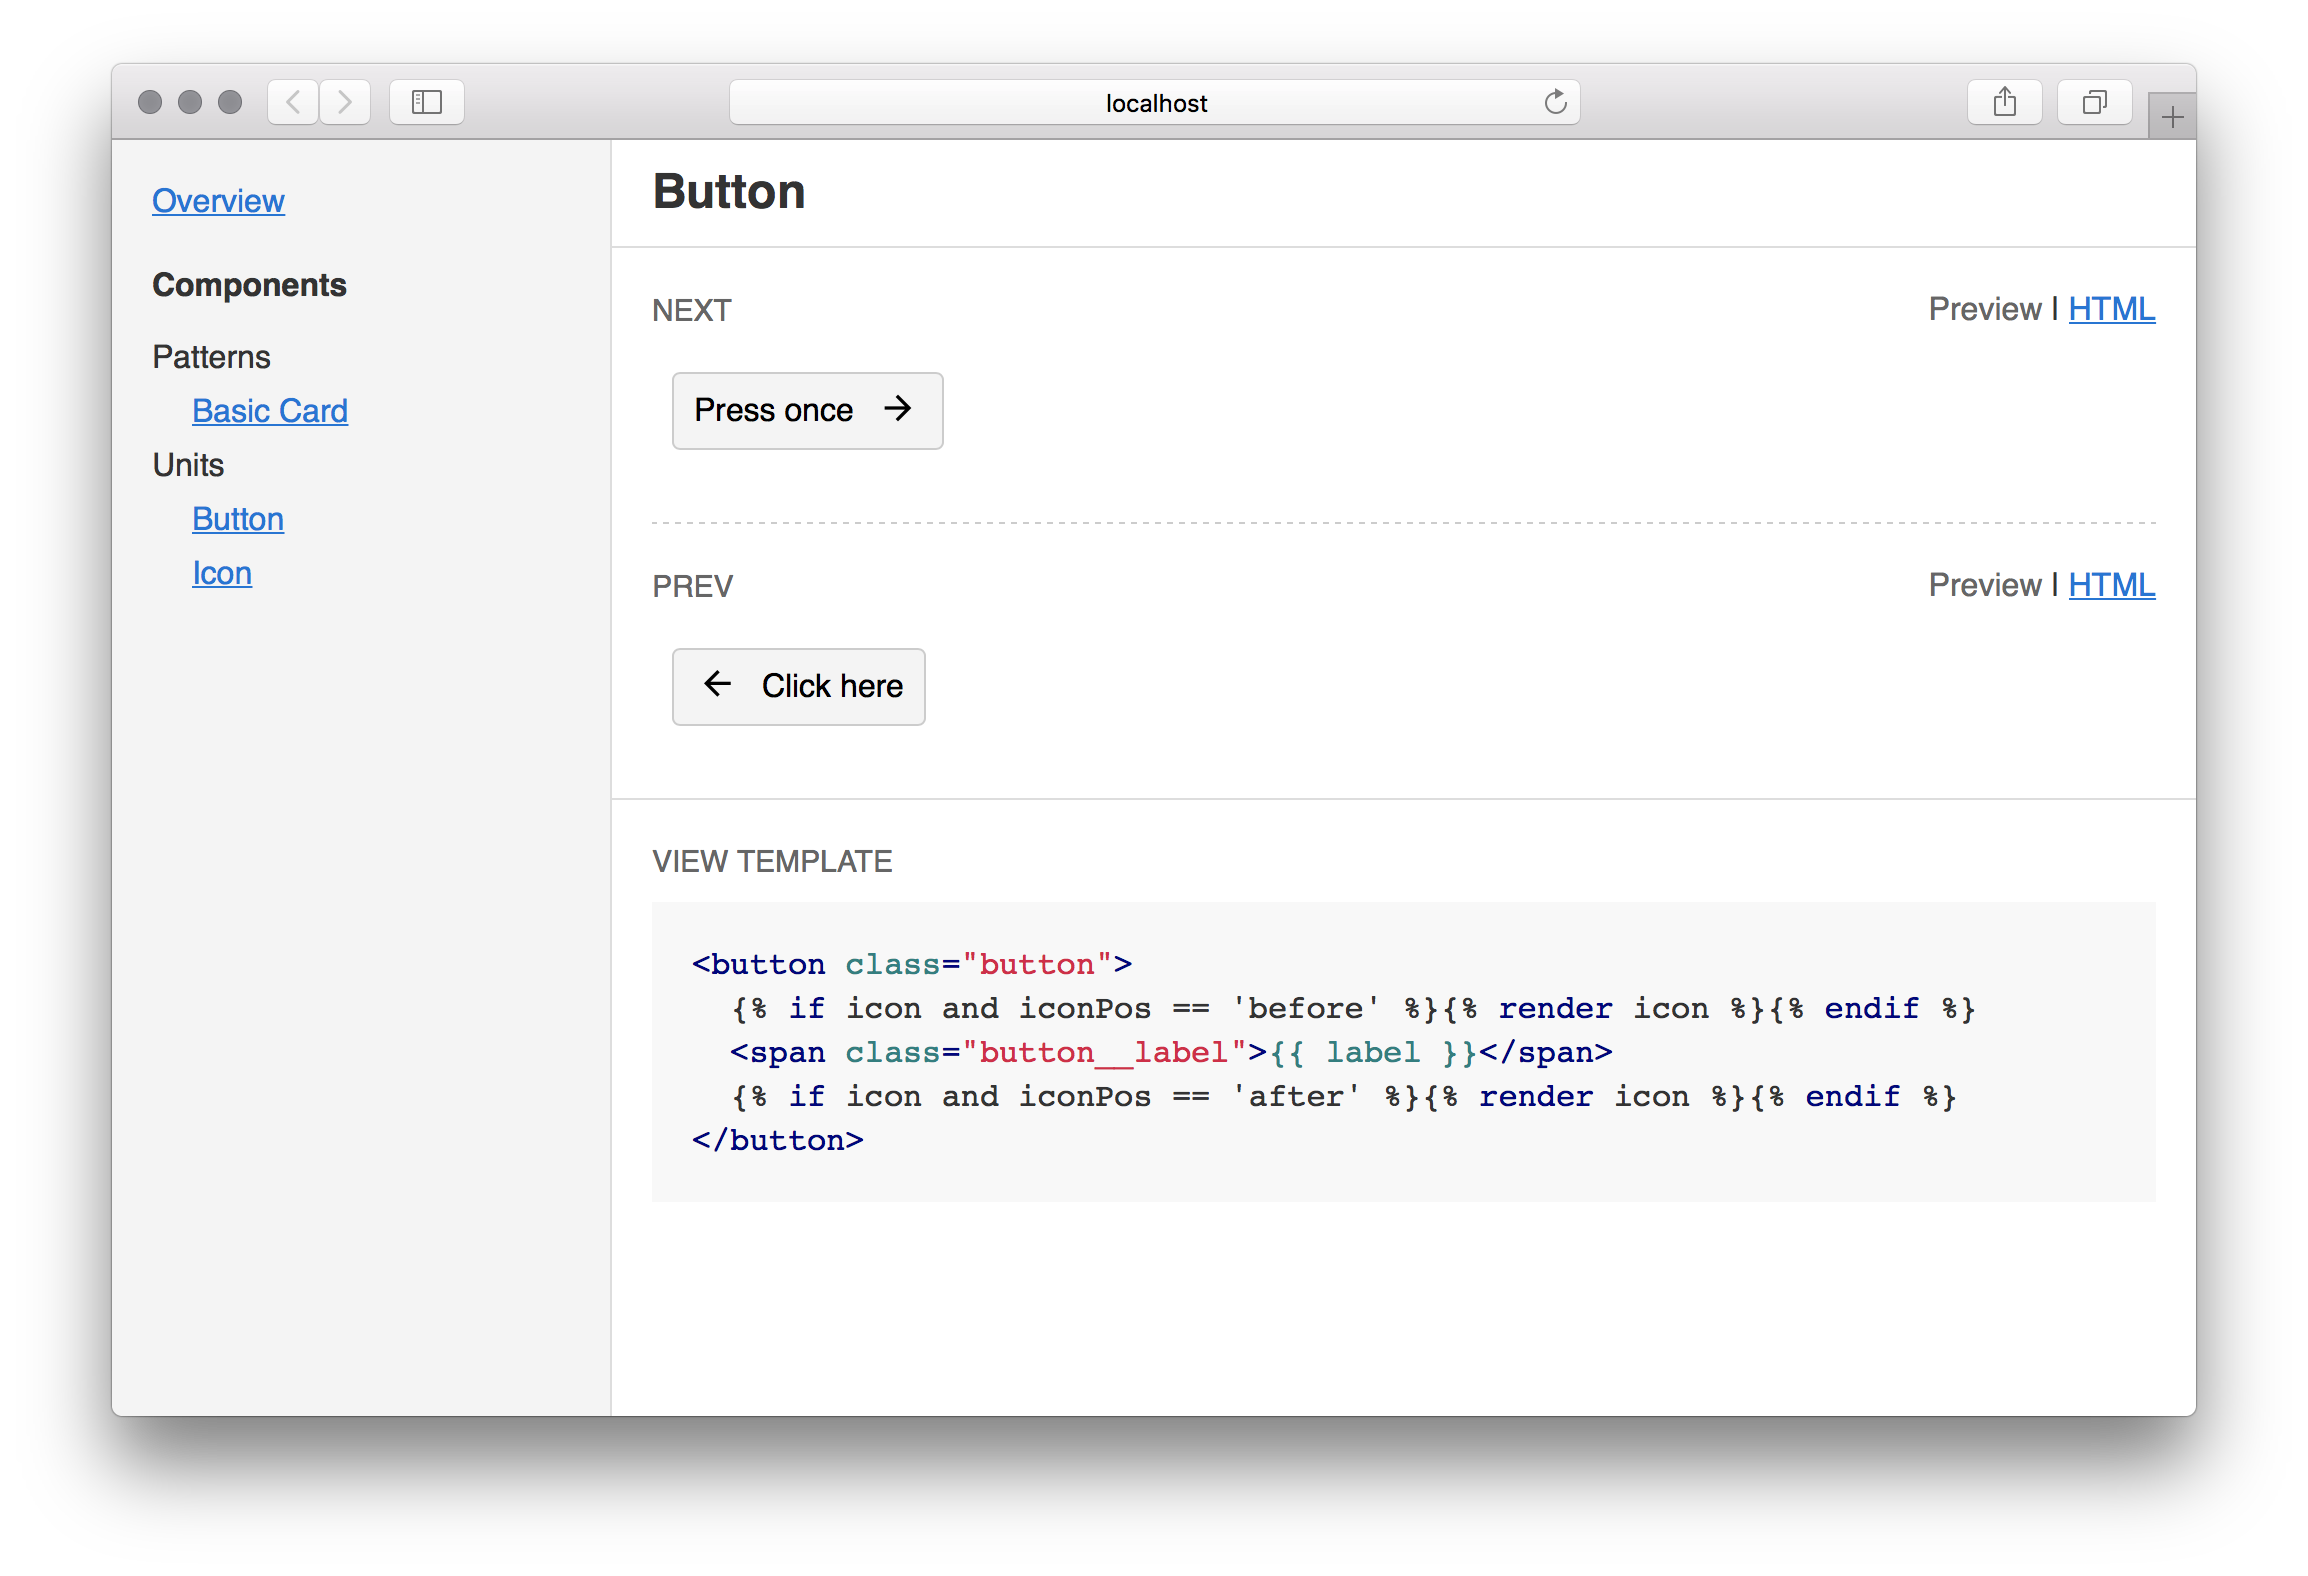 localhost
Overview
Components
Patterns
Basic Card
Units
Button
Icon
Button
NEXT
Preview | HTML
Press once →
PREV
Preview | HTML
← Click here
VIEW TEMPLATE
<button class="button">
  {% if icon and iconPos == 'before' %}{% render icon %}{% endif %}
  <span class="button__label">{{ label }}</span>
  {% if icon and iconPos == 'after' %}{% render icon %}{% endif %}
</button>